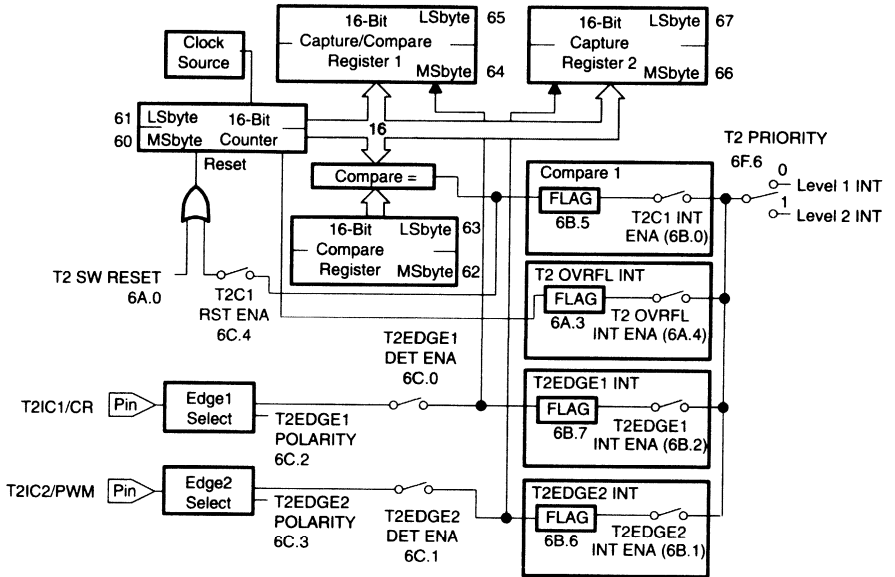 Clock
Source
16-Bit
Capture/Compare
Register 1
LSbyte
MSbyte
65
64
16-Bit
Capture
Register 2
LSbyte
MSbyte
67
66
61
60
LSbyte
MSbyte
16-Bit
Counter
Reset
16
Compare =
16-Bit
Compare
Register
LSbyte
MSbyte
63
62
T2 SW RESET
6A.0
T2C1
RST ENA
6C.4
Compare 1
FLAG
6B.5
T2C1 INT
ENA (6B.0)
T2 PRIORITY
6F.6
0
Level 1 INT
1
Level 2 INT
T2 OVRFL INT
FLAG
6A.3
T2 OVRFL
INT ENA (6A.4)
T2EDGE1
DET ENA
6C.0
T2IC1/CR
Pin
Edge1
Select
T2EDGE1
POLARITY
6C.2
T2EDGE1 INT
FLAG
6B.7
T2EDGE1
INT ENA (6B.2)
T2IC2/PWM
Pin
Edge2
Select
T2EDGE2
POLARITY
6C.3
T2EDGE2
DET ENA
6C.1
T2EDGE2 INT
FLAG
6B.6
T2EDGE2
INT ENA (6B.1)